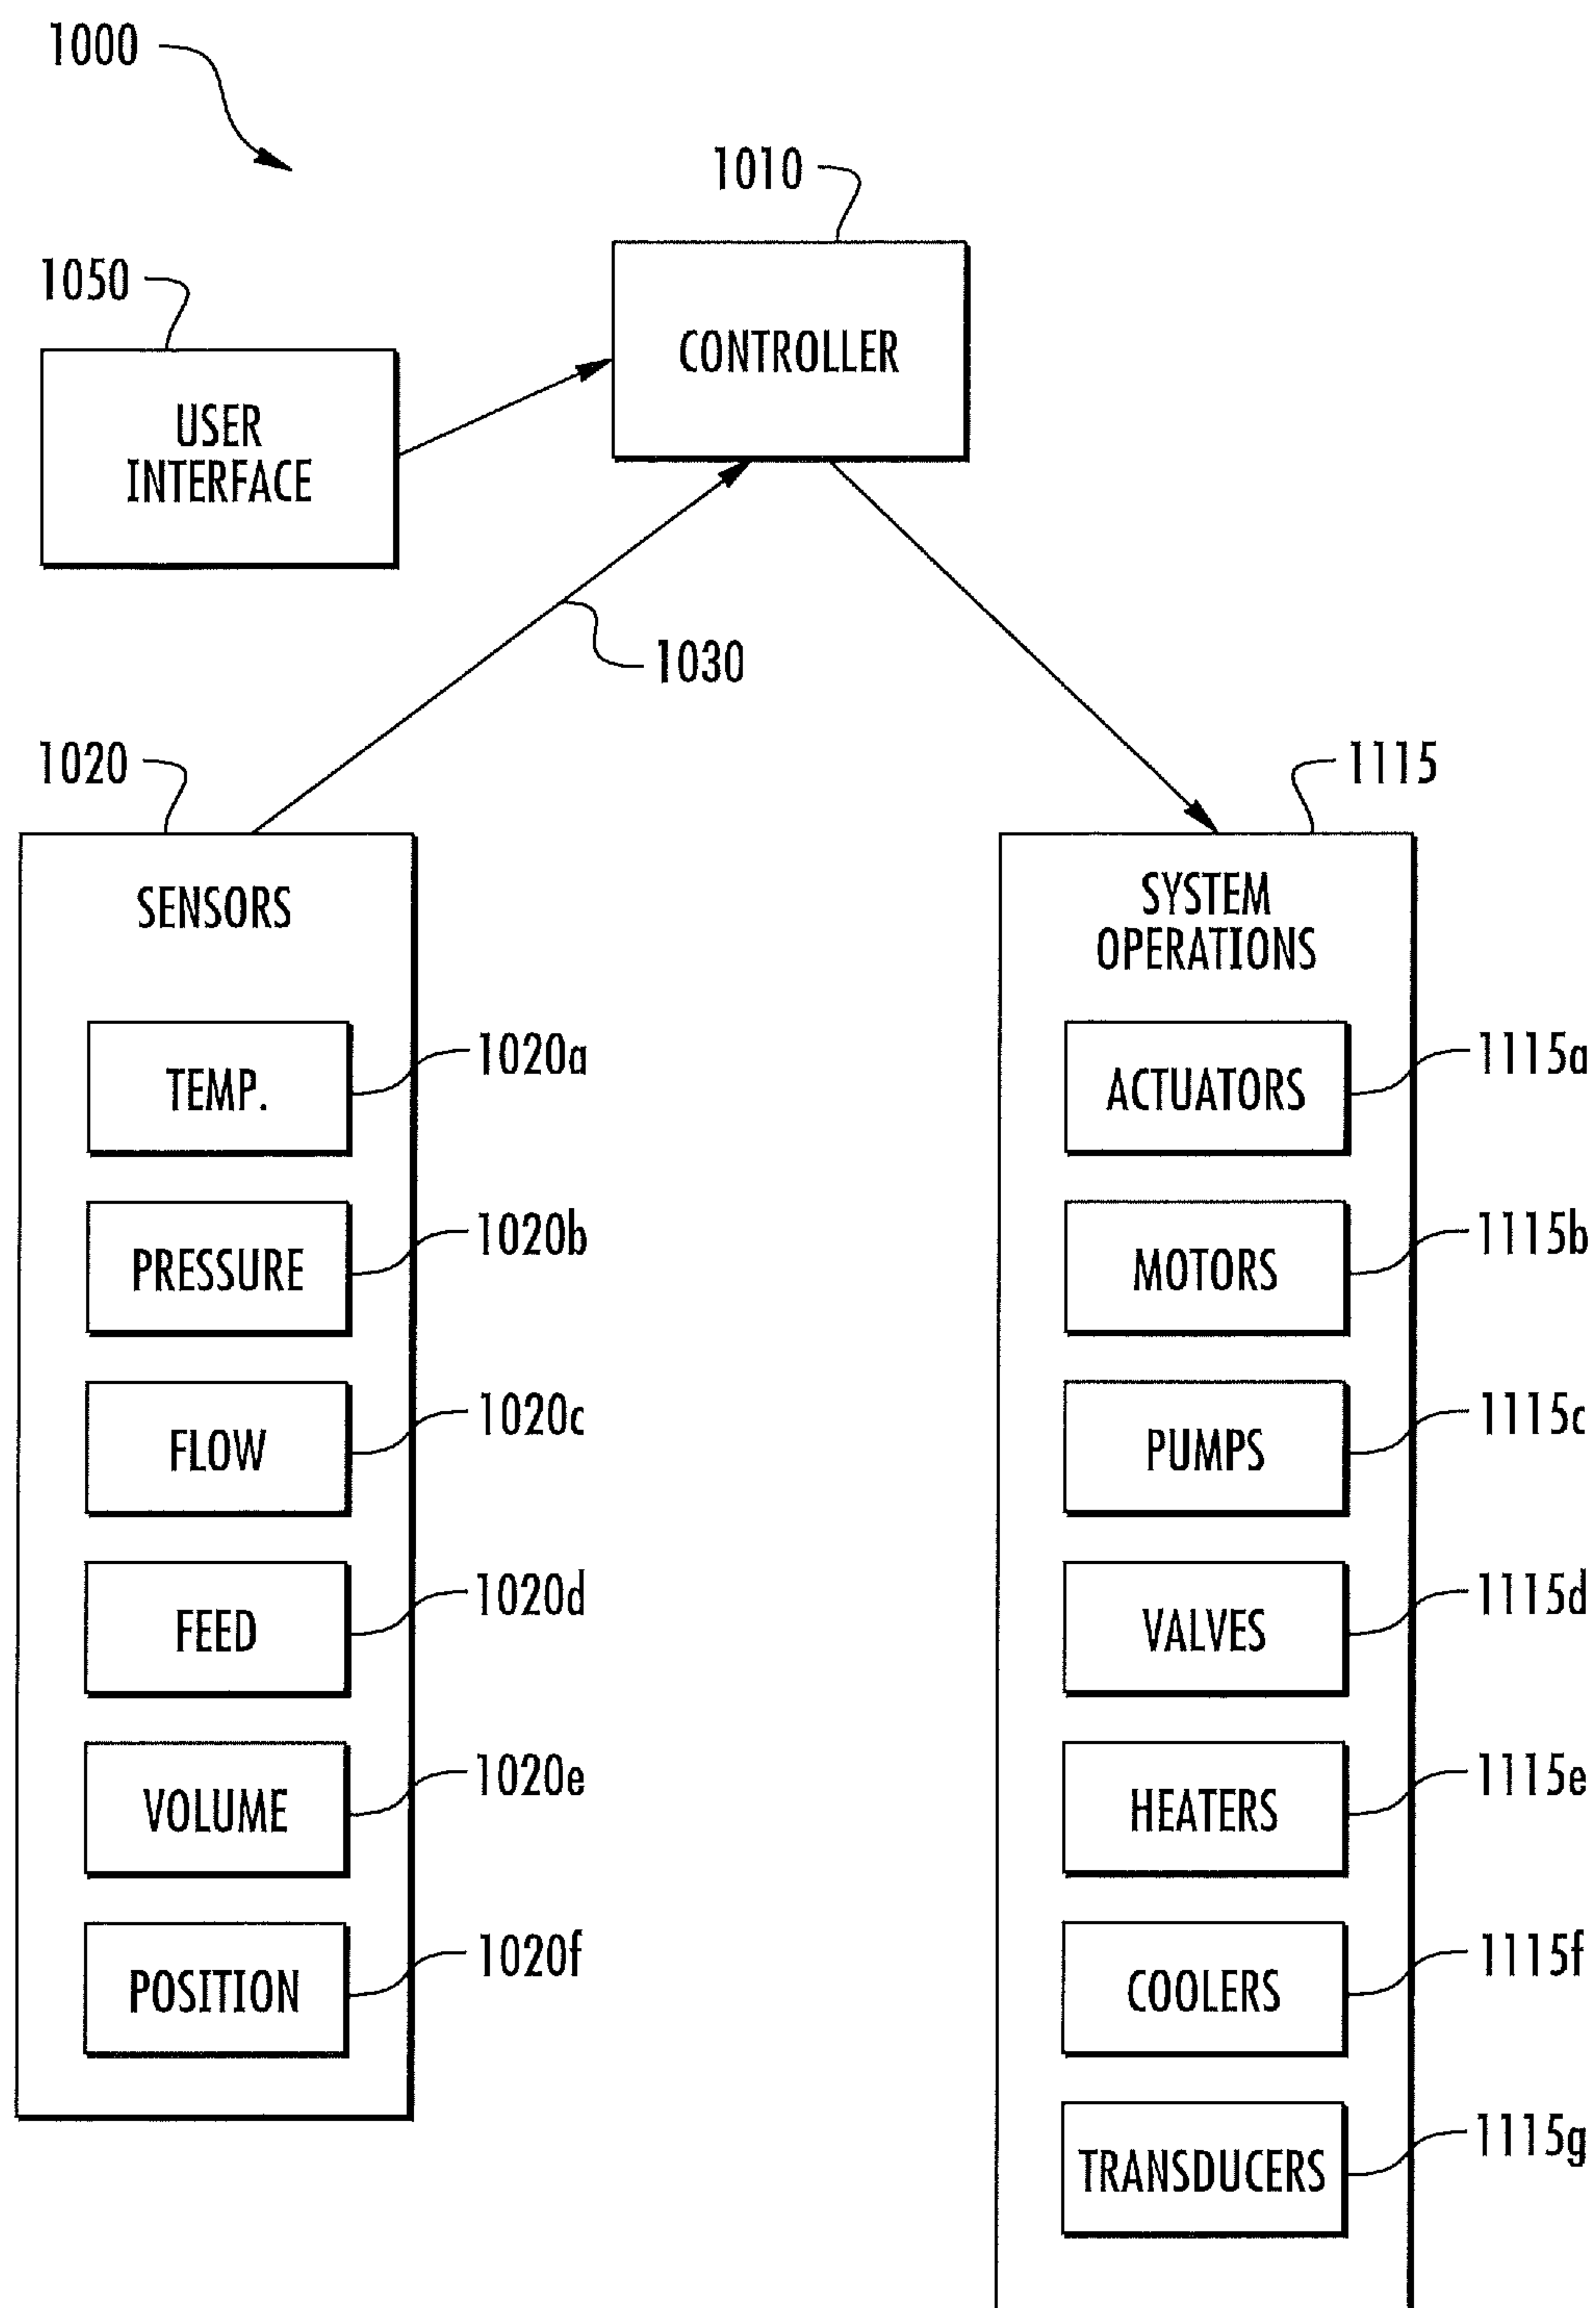 1000
1010
CONTROLLER
1050
USER
INTERFACE
1030
1020
SENSORS
TEMP.
1020a
PRESSURE
1020b
FLOW
1020c
FEED
1020d
VOLUME
1020e
POSITION
1020f
1115
SYSTEM
OPERATIONS
ACTUATORS
1115a
MOTORS
1115b
PUMPS
1115c
VALVES
1115d
HEATERS
1115e
COOLERS
1115f
TRANSDUCERS
1115g